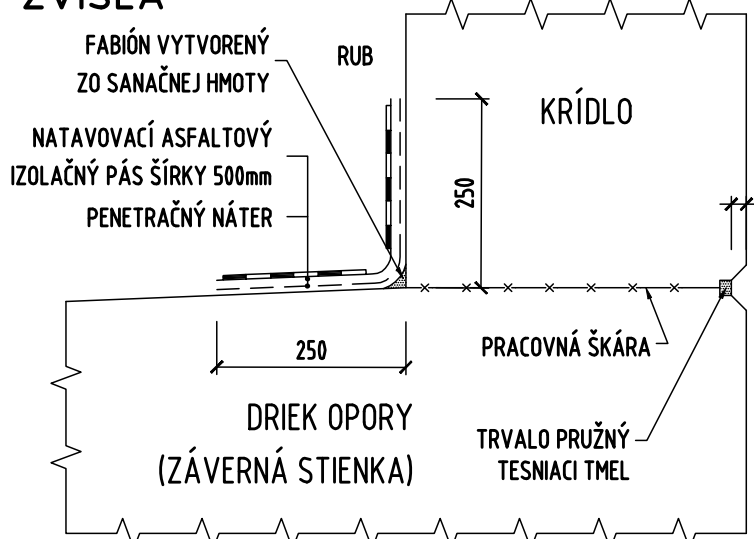 ZVISLÁ
FABIÓN VYTVORENÝ
ZO SANAČNEJ HMOTY
RUB
NATAVOVACÍ ASFALTOVÝ
IZOLAČNÝ PÁS ŠÍRKY 500mm
PENETRAČNÝ NÁTER
KRÍDLO
250
250
PRACOVNÁ ŠKÁRA
DRIEK OPORY
(ZÁVERNÁ STIENKA)
TRVALO PRUŽNÝ
TESNIACI TMEL